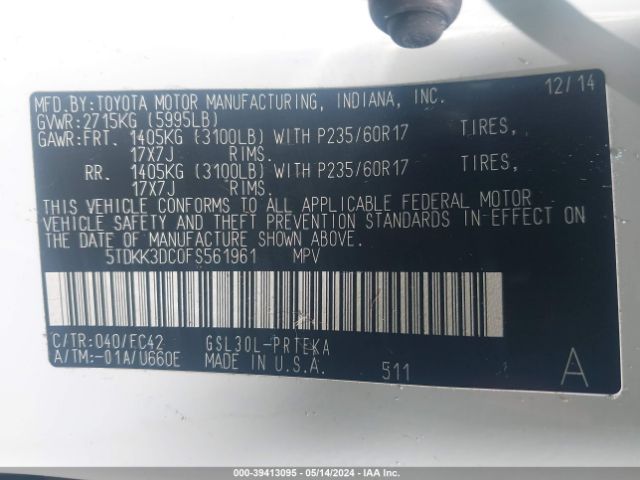 MFD.BY:TOYOTA MOTOR MANUFACTURING, INDIANA, INC. 12/14
GVWR:2715KG (5995LB)
GAWR:FRT. 1405KG (3100LB) WITH P235/60R17 TIRES,
17X7J RIMS.
RR. 1405KG (3100LB) WITH P235/60R17 TIRES,
17X7J RIMS.
THIS VEHICLE CONFORMS TO ALL APPLICABLE FEDERAL MOTOR
VEHICLE SAFETY AND THEFT PREVENTION STANDARDS IN EFFECT ON
THE DATE OF MANUFACTURE SHOWN ABOVE.
5TDKK3DC0FS561961 MPV
C/TR:040/FC42 GSL30L-PRTEKA
A/TM:-01A/U660E MADE IN U.S.A. 511 A
000-39413095 - 05/14/2024 - IAA Inc.